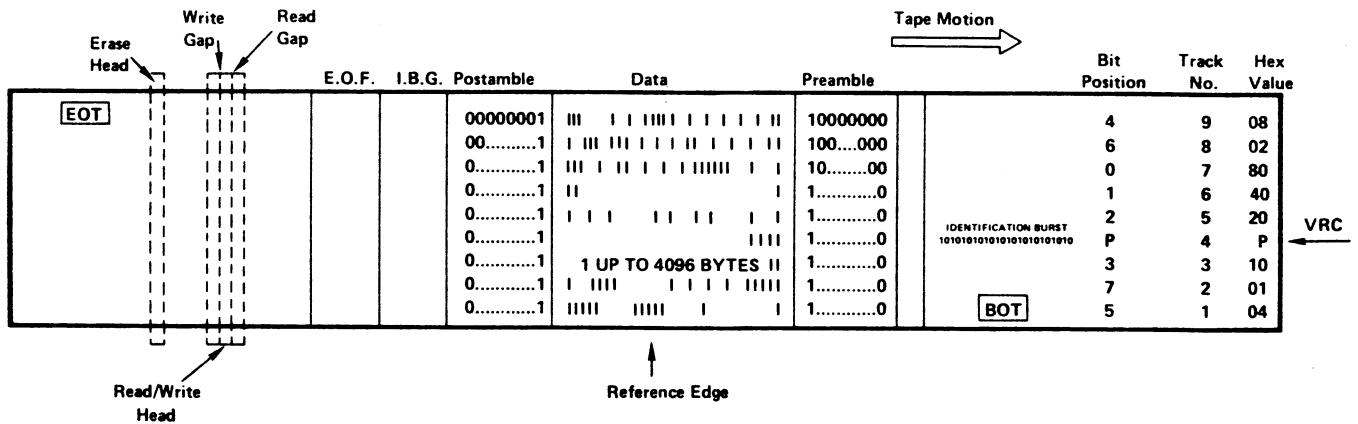 Write Gap
Read Gap
Tape Motion
Erase Head
E.O.F. I.B.G. Postamble Data Preamble Bit Position Track No. Hex Value
EOT
00000001 10000000 4 9 08
00..........1 100....000 6 8 02
0............1 10........00 0 7 80
0............1 1...........0 1 6 40
0............1 1...........0 2 5 20
IDENTIFICATION BURST
VRC
0............1 1...........0 1010101010101010101010 P 4 P
0............1 1 UP TO 4096 BYTES 1...........0 3 3 10
0............1 1...........0 7 2 01
0............1 1...........0 BOT 5 1 04
Read/Write Head
Reference Edge